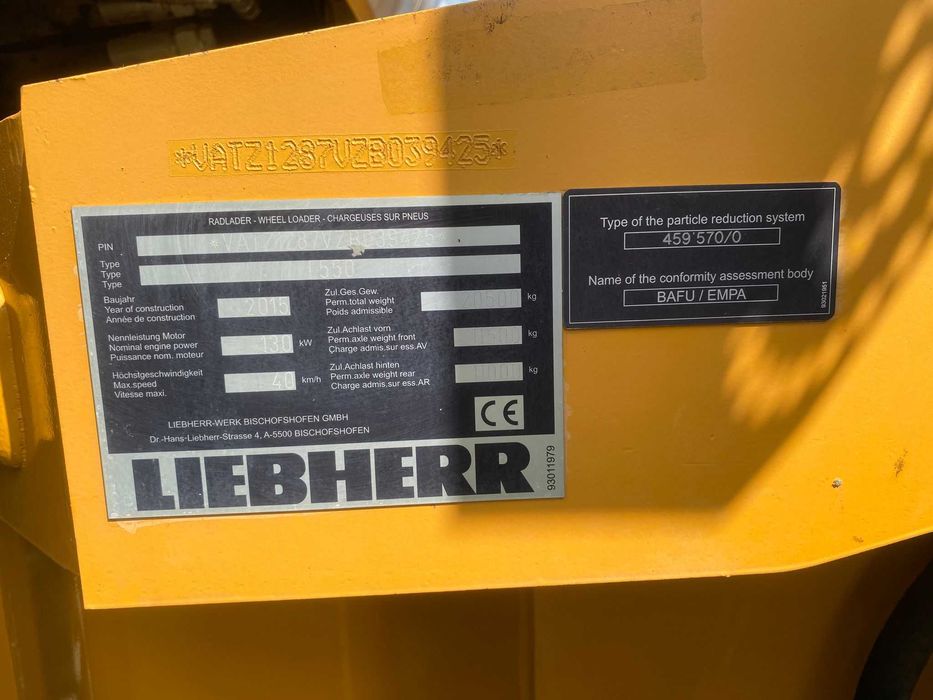 *VATZ1287VZB039425*
RADLADER - WHEEL LOADER - CHARGEUSES SUR PNEUS
PIN
Type
Type
Type
L 550
Baujahr
Year of construction
Année de construction
2015
Zul.Ges.Gew.
Perm.total weight
Poids admissible
kg
Nennleistung Motor
Nominal engine power
Puissance nom. moteur
130 kW
Zul.Achlast vorn
Perm.axle weight front
Charge admis.sur ess.AV
kg
Höchstgeschwindigkeit
Max.speed
Vitesse maxi.
40 km/h
Zul.Achlast hinten
Perm.axle weight rear
Charge admis.sur ess.AR
kg
CE
LIEBHERR-WERK BISCHOFSHOFEN GMBH
Dr.-Hans-Liebherr-Strasse 4, A-5500 BISCHOFSHOFEN
LIEBHERR
93011979
Type of the particle reduction system
459'570/0
Name of the conformity assessment body
BAFU / EMPA
93021981